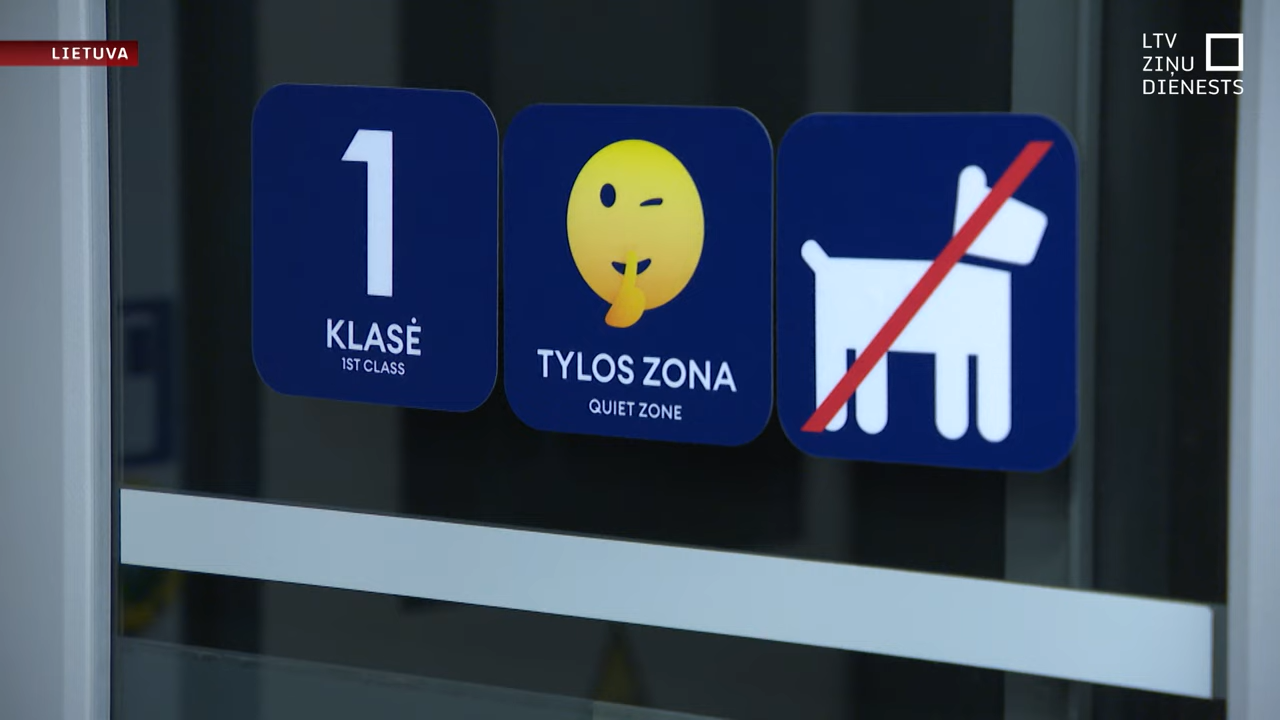 LIETUVA
LTV
ZIŅU
DIENESTS
1
KLASĖ
1ST CLASS
TYLOS ZONA
QUIET ZONE